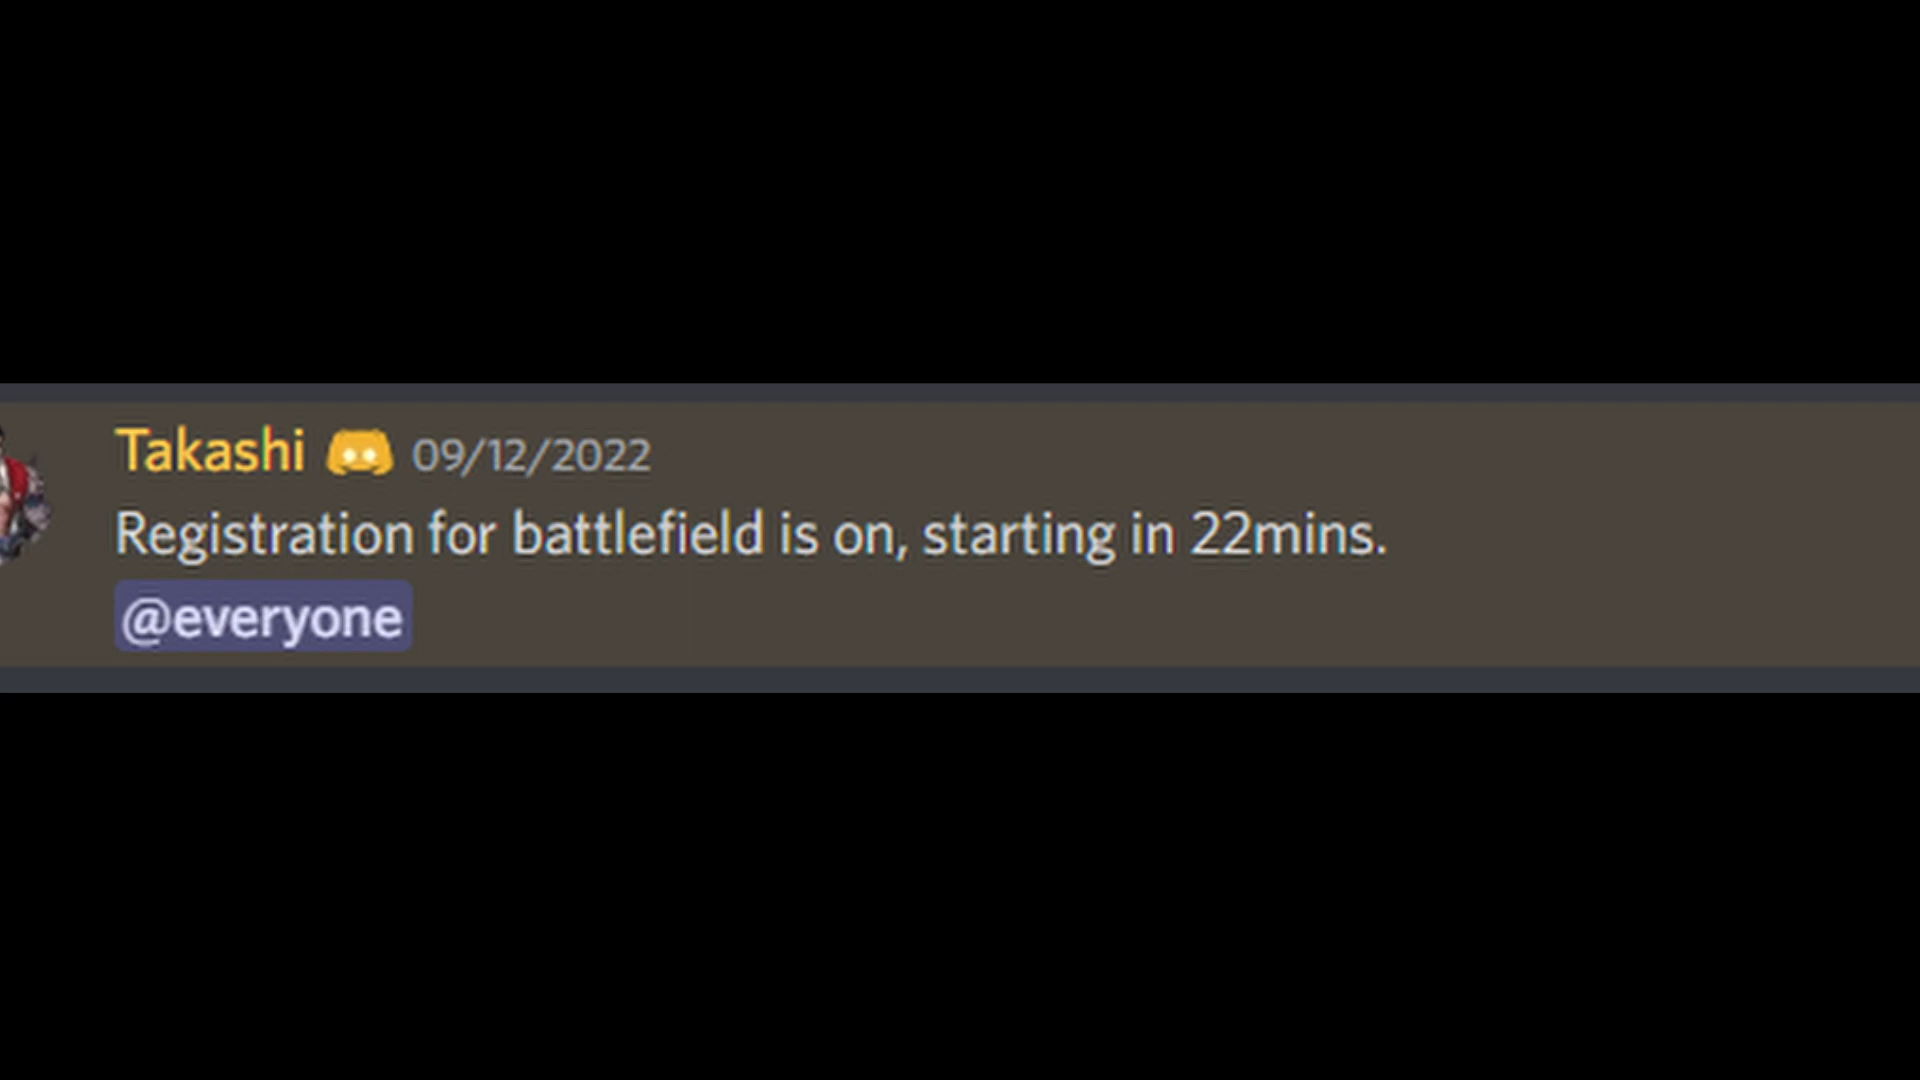 Takashi 09/12/2022
Registration for battlefield is on, starting in 22mins.
@everyone